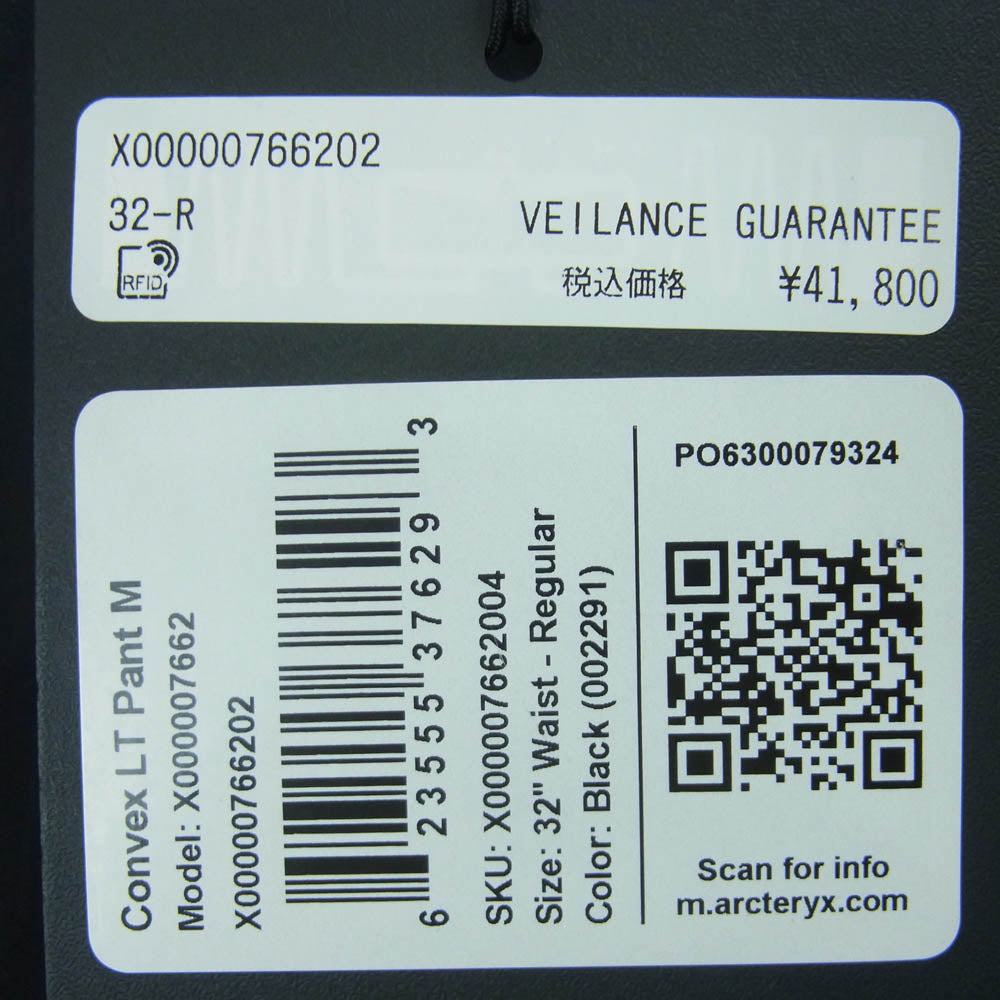 X00000766202
32-R
RFID
VEILANCE GUARANTEE
税込価格 ¥41,800
Convex LT Pant M
Model: X000007662
X00000766202
6 23555 37629 3
SKU: X000007662004
Size: 32" Waist - Regular
Color: Black (002291)
PO6300079324
Scan for info
m.arcteryx.com